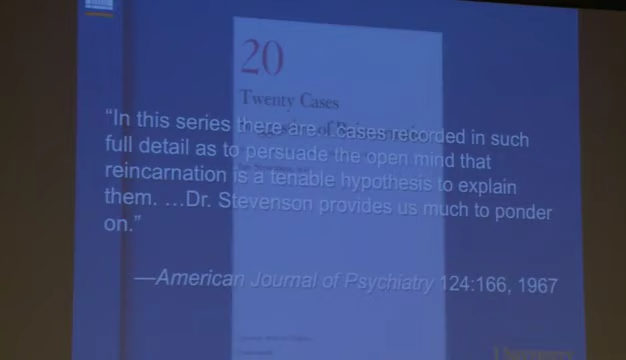 20
Twenty Cases
“In this series there are …cases recorded in such
full detail as to persuade the open mind that
reincarnation is a tenable hypothesis to explain
them. …Dr. Stevenson provides us much to ponder
on.”
—American Journal of Psychiatry 124:166, 1967